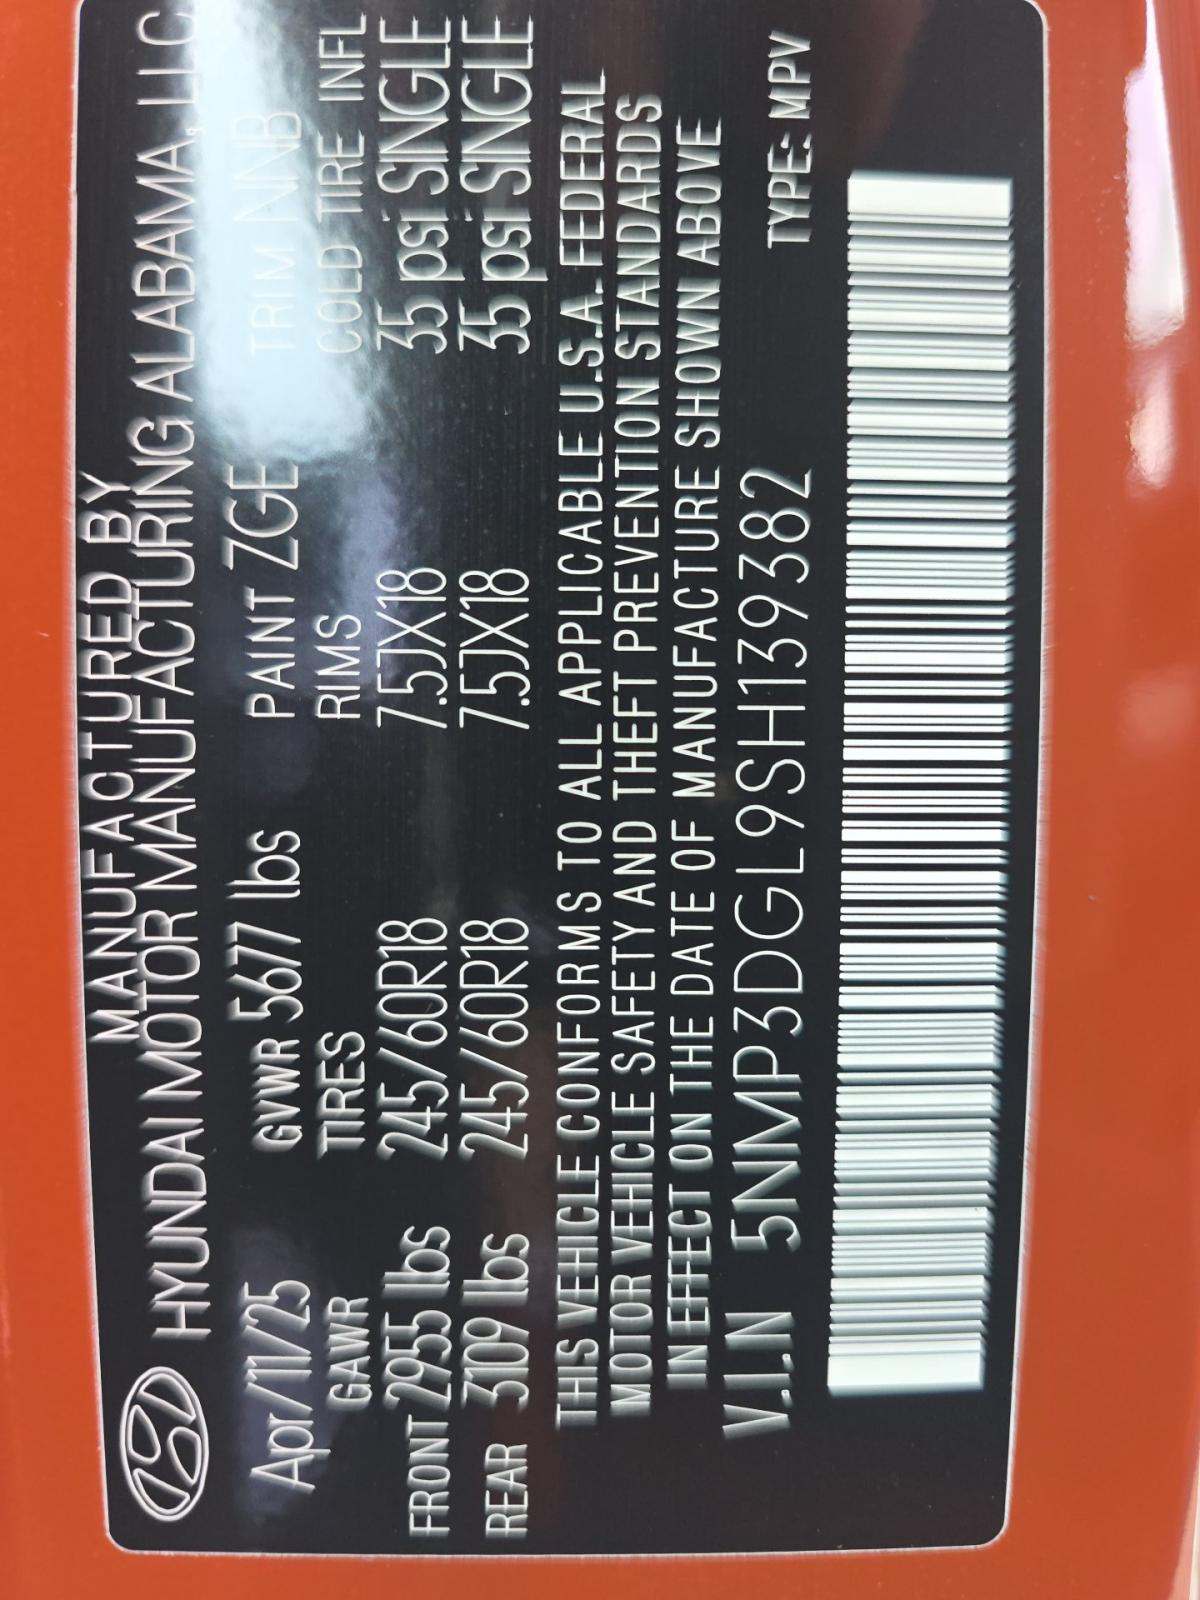 MANUFACTURED BY
HYUNDAI MOTOR MANUFACTURING ALABAMA, LLC
Apr/11/25 GVWR 5677 lbs PAINT ZGE TRIM NNB
GAWR TIRES RIMS COLD TIRE INFL
FRONT 2955 lbs 245/60R18 7.5JX18 35 psi SINGLE
REAR 3109 lbs 245/60R18 7.5JX18 35 psi SINGLE
THIS VEHICLE CONFORMS TO ALL APPLICABLE U.S.A. FEDERAL
MOTOR VEHICLE SAFETY AND THEFT PREVENTION STANDARDS
IN EFFECT ON THE DATE OF MANUFACTURE SHOWN ABOVE
V.I.N 5NMP3DGL9SH139382 TYPE: MPV